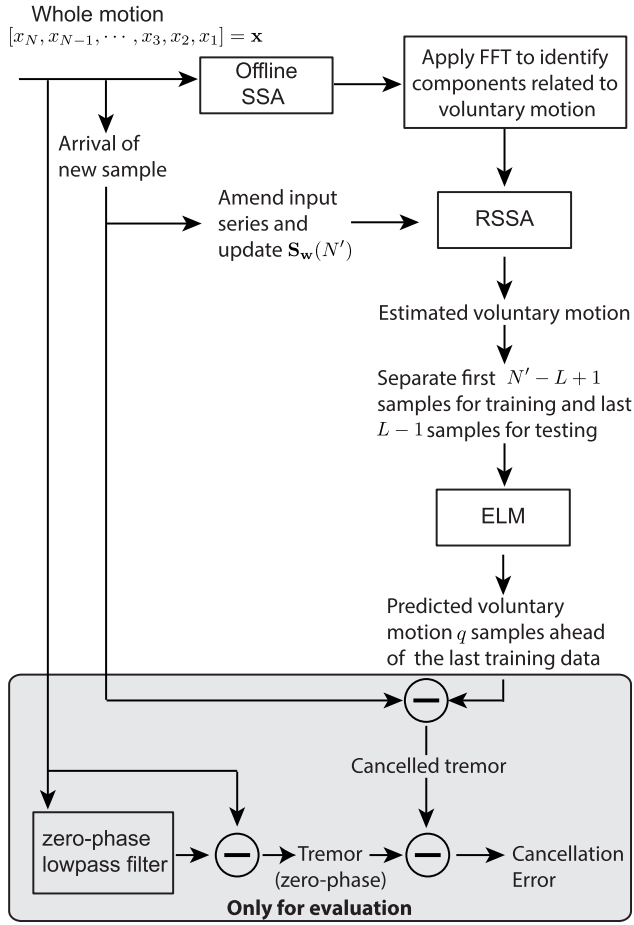 Whole motion
[x_N, x_{N−1}, ⋯ , x_3, x_2, x_1] = x
Offline
SSA
Apply FFT to identify
components related to
voluntary motion
Arrival of
new sample
Amend input
series and
update S_w(N′)
RSSA
Estimated voluntary motion
Separate first N′ − L + 1
samples for training and last
L − 1 samples for testing
ELM
Predicted voluntary
motion q samples ahead
of the last training data
Cancelled tremor
zero-phase
lowpass filter
Tremor
(zero-phase)
Cancellation
Error
Only for evaluation